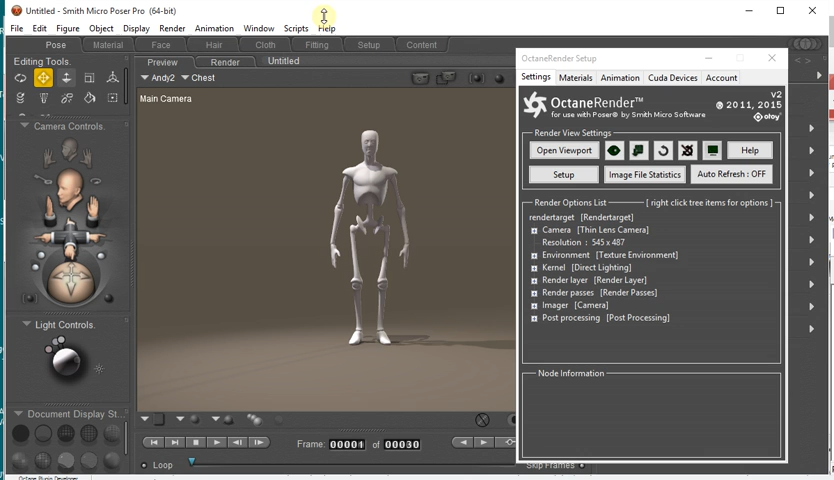 Untitled - Smith Micro Poser Pro (64-bit)
File Edit Figure Object Display Render Animation Window Scripts Help
Pose Material Face Hair Cloth Fitting Setup Content
Editing Tools.
Preview Render Untitled
Andy2 Chest
Main Camera
Camera Controls.
Light Controls.
Document Display St
Frame: 00001 of 00030
Loop
Skip Frames
Octane Plugin Developer
OctaneRender Setup
Settings Materials Animation Cuda Devices Account
OctaneRender™
for use with Poser® by Smith Micro Software
v2
© 2011, 2015
otoy
Render View Settings
Open Viewport Help
Setup Image File Statistics Auto Refresh : OFF
Render Options List [ right click tree items for options ]
rendertarget [Rendertarget]
Camera [Thin Lens Camera]
Resolution : 545 x 487
Environment [Texture Environment]
Kernel [Direct Lighting]
Render layer [Render Layer]
Render passes [Render Passes]
Imager [Camera]
Post processing [Post Processing]
Node Information